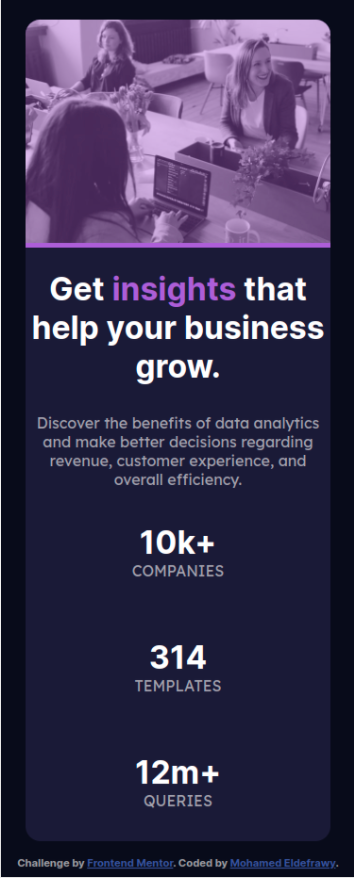 Get insights that
help your business
grow.
Discover the benefits of data analytics
and make better decisions regarding
revenue, customer experience, and
overall efficiency.
10k+
COMPANIES
314
TEMPLATES
12m+
QUERIES
Challenge by Frontend Mentor. Coded by Mohamed Eldefrawy.